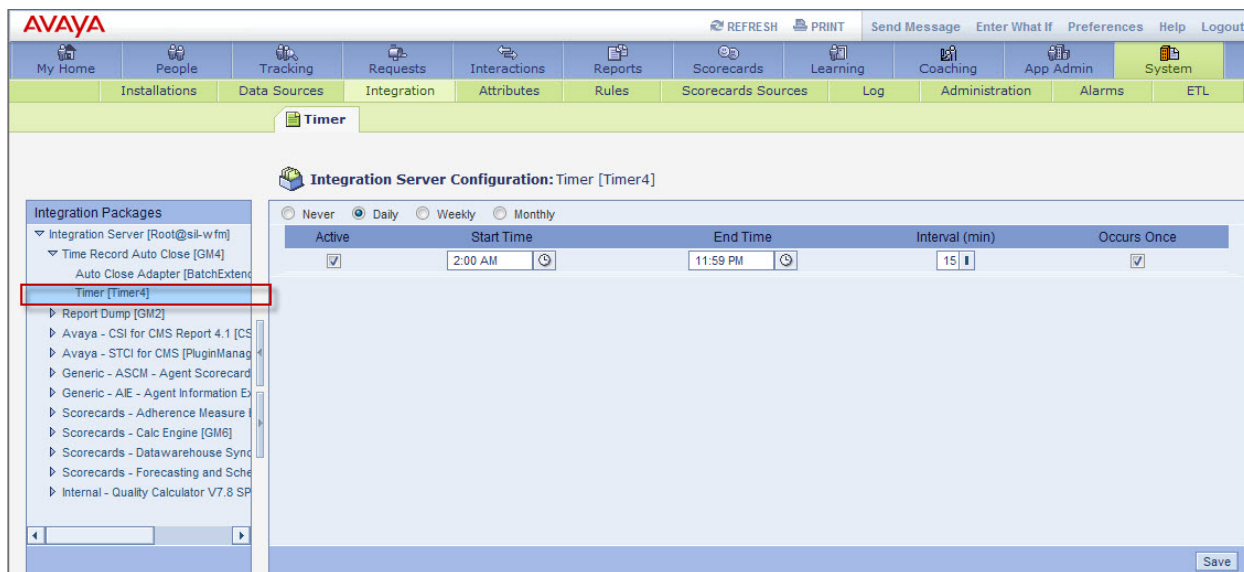 AVAYA
REFRESH PRINT Send Message Enter What If Preferences Help Logout
My Home People Tracking Requests Interactions Reports Scorecards Learning Coaching App Admin System
Installations Data Sources Integration Attributes Rules Scorecards Sources Log Administration Alarms ETL
Timer
Integration Server Configuration: Timer [Timer4]
Integration Packages
Integration Server [Root@sil-wfm]
Time Record Auto Close [GM4]
Auto Close Adapter [BatchExtend
Timer [Timer4]
Report Dump [GM2]
Avaya - CSI for CMS Report 4.1 [CS
Avaya - STCI for CMS [PluginManag
Generic - ASCM - Agent Scorecard
Generic - AIE - Agent Information Ex
Scorecards - Adherence Measure I
Scorecards - Calc Engine [GM6]
Scorecards - Datawarehouse Sync
Scorecards - Forecasting and Sche
Internal - Quality Calculator V7.8 SP
Never Daily Weekly Monthly
Active Start Time End Time Interval (min) Occurs Once
2:00 AM 11:59 PM 15
Save